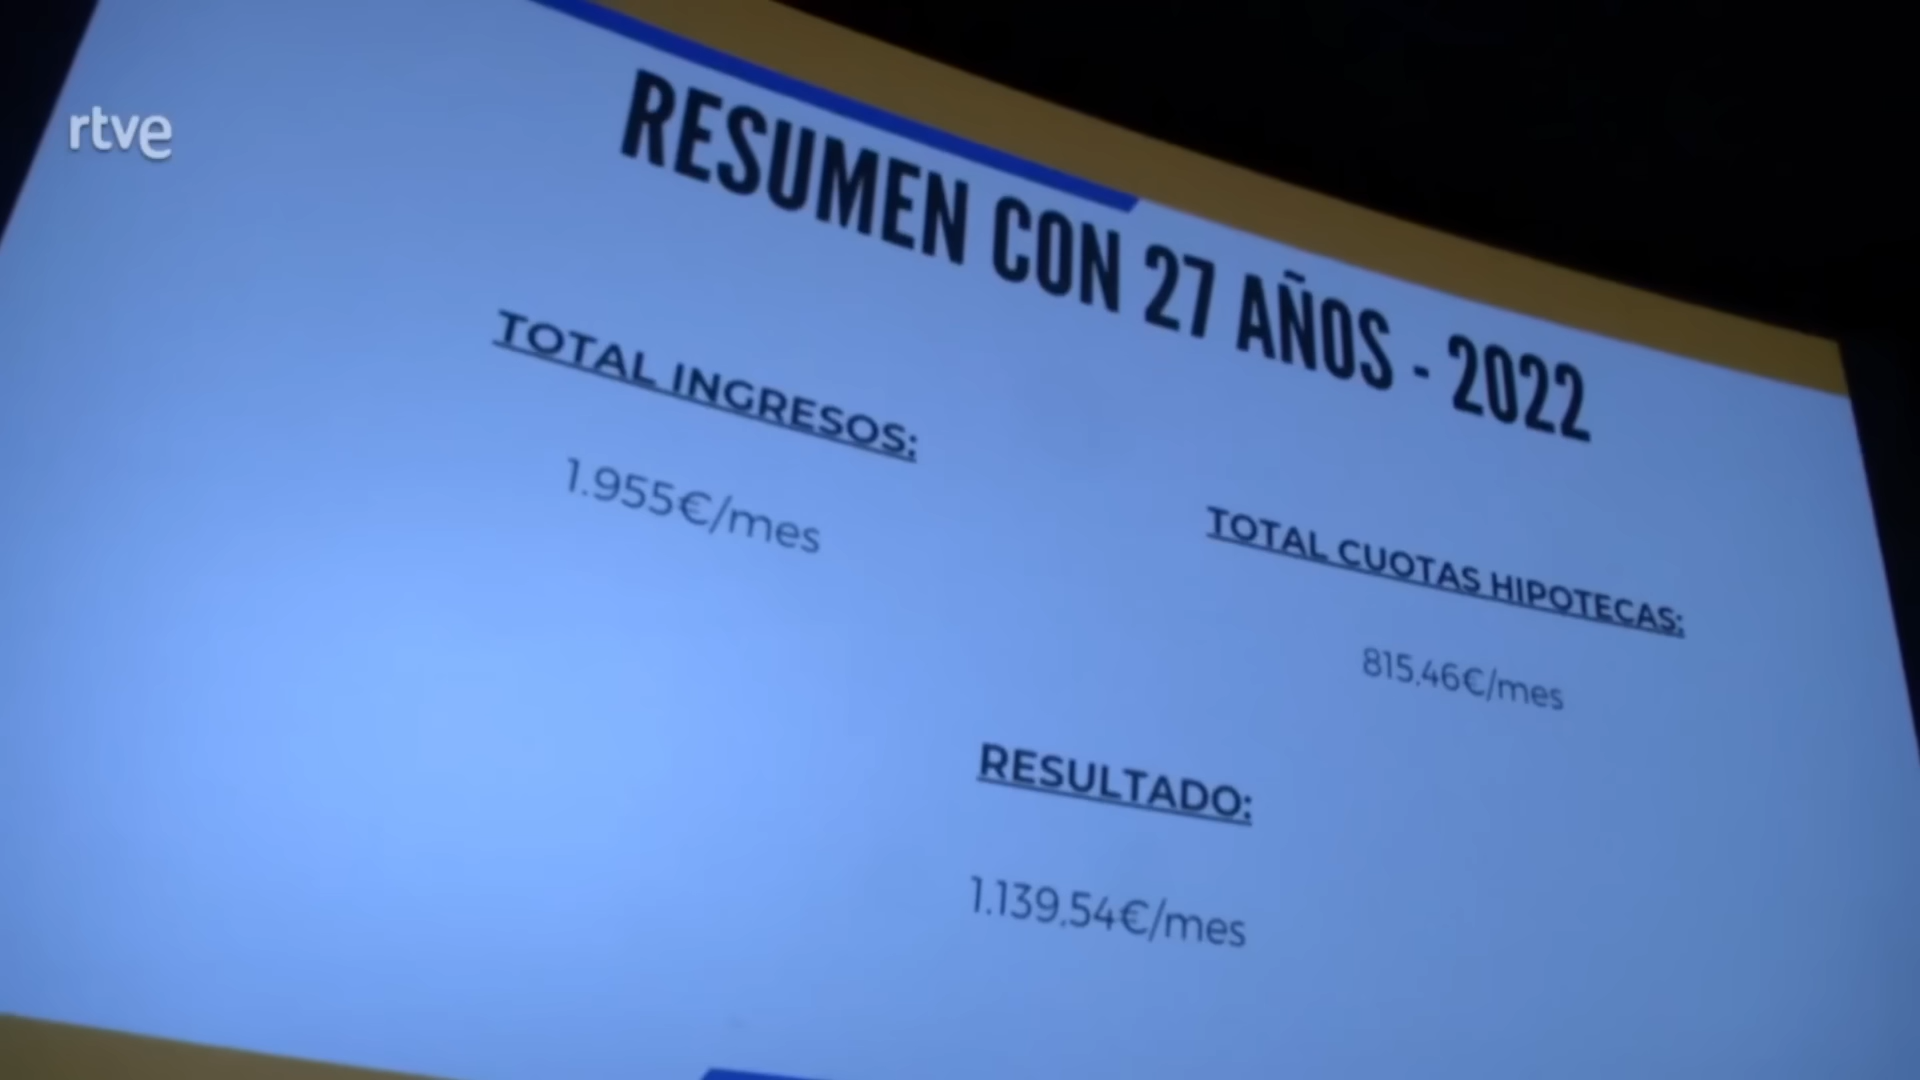 rtve
RESUMEN CON 27 AÑOS - 2022
TOTAL INGRESOS:
1.955€/mes
TOTAL CUOTAS HIPOTECAS:
815.46€/mes
RESULTADO:
1.139.54€/mes